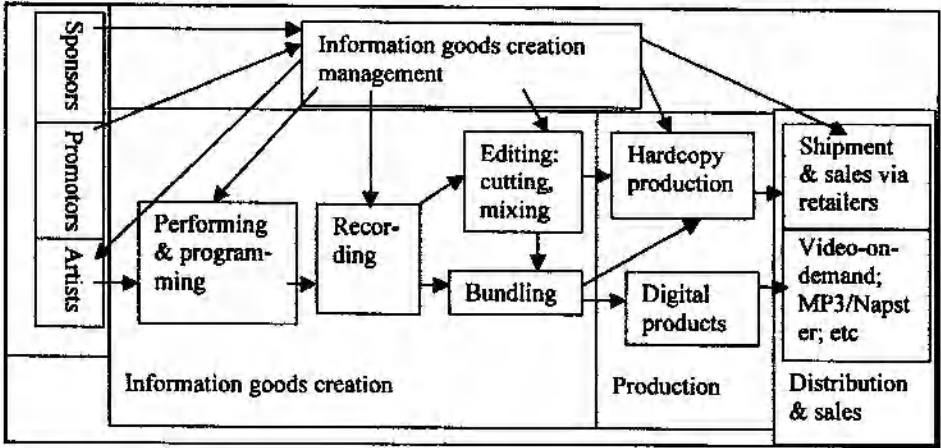 Sponsors
Promotors
Artists
Information goods creation
management
Performing
& program-
ming
Recor-
ding
Editing:
cutting,
mixing
Bundling
Information goods creation
Hardcopy
production
Digital
products
Production
Shipment
& sales via
retailers
Video-on-
demand;
MP3/Napst
er; etc
Distribution
& sales